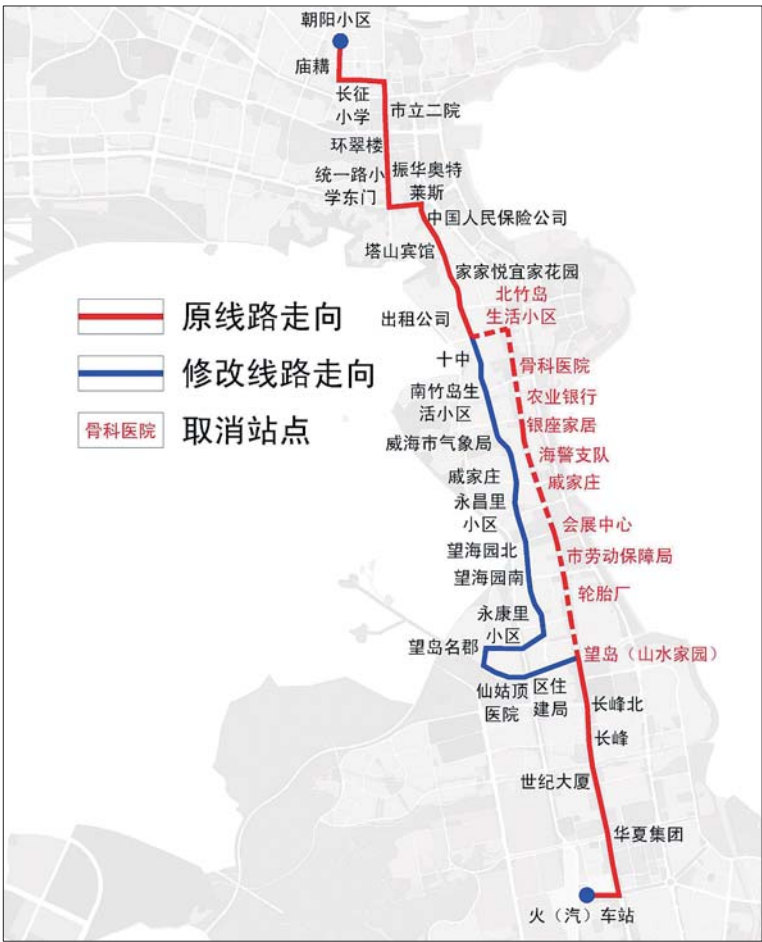 朝阳小区
庙耩
长征
小学
市立二院
环翠楼
统一路小
学东门
振华奥特
莱斯
中国人民保险公司
塔山宾馆
家家悦宜家花园
北竹岛
生活小区
出租公司
十中
骨科医院
南竹岛生
活小区
农业银行
银座家居
威海市气象局
海警支队
戚家庄
戚家庄
永昌里
小区
会展中心
望海园北
市劳动保障局
望海园南
轮胎厂
永康里
小区
望岛名郡
望岛（山水家园）
仙姑顶
医院
区住
建局
长峰北
长峰
世纪大厦
华夏集团
火（汽）车站
原线路走向
修改线路走向
骨科医院
取消站点